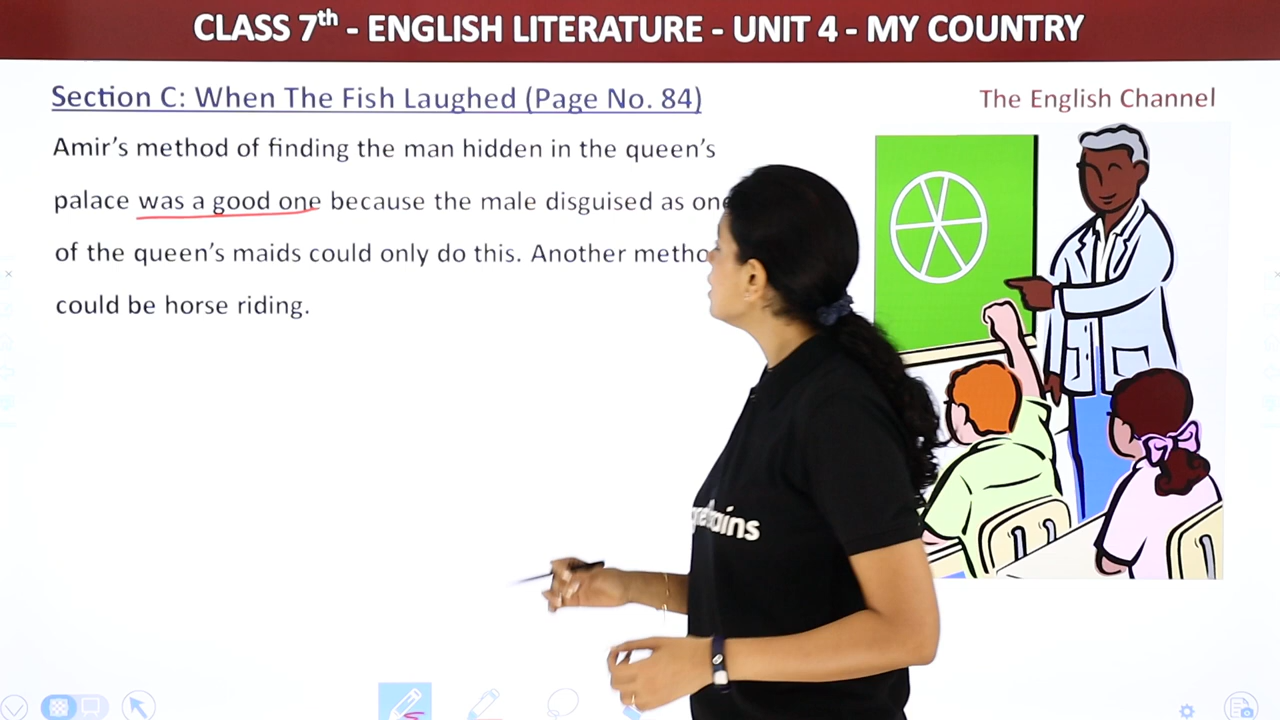 CLASS 7th - ENGLISH LITERATURE - UNIT 4 - MY COUNTRY
Section C: When The Fish Laughed (Page No. 84)
The English Channel
Amir's method of finding the man hidden in the queen's
palace was a good one because the male disguised as one
of the queen's maids could only do this. Another
could be horse riding.